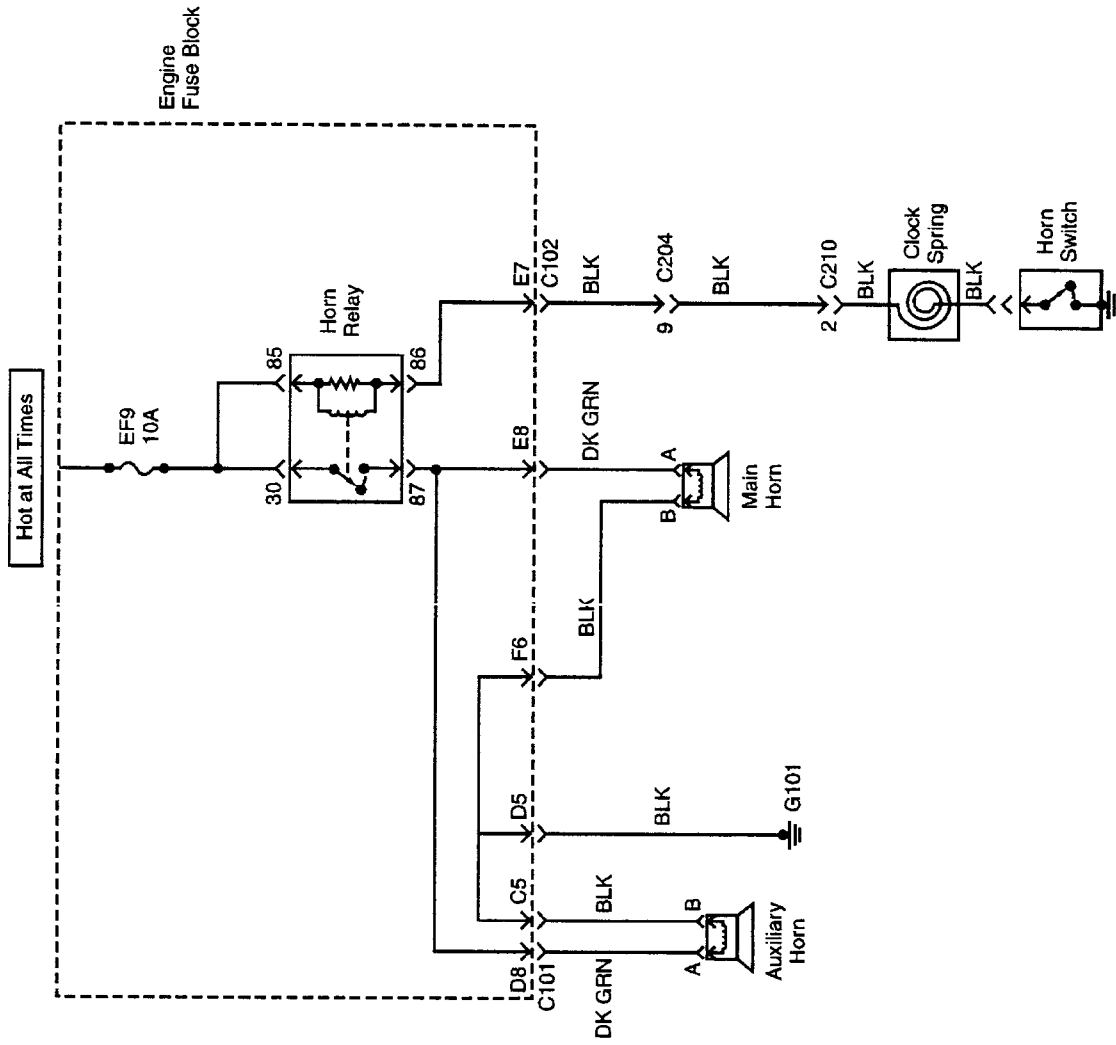 Hot at All Times
Engine
Fuse Block
EF9
10A
Horn
Relay
85
30
86
87
E7
C102
E8
F6
D5
C5
D8
C101
BLK
DK GRN
BLK
BLK
BLK
DK GRN
9
C204
BLK
2
C210
BLK
Clock
Spring
BLK
Horn
Switch
A
B
Main
Horn
G101
B
A
Auxiliary
Horn